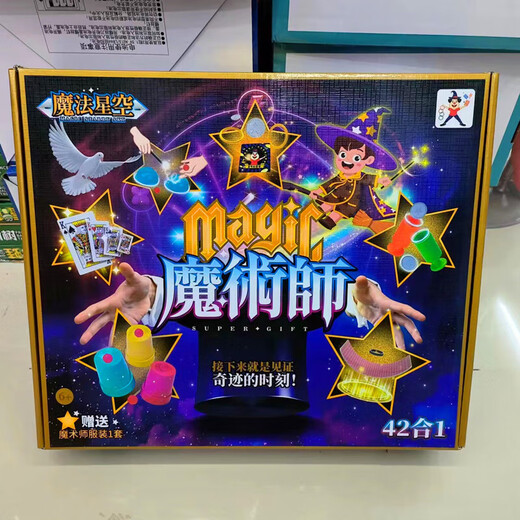 魔法星空
magic
魔術師
SUPER GIFT
接下来就是见证
奇迹的时刻!
6+
赠送
魔术师服装1套
42合1